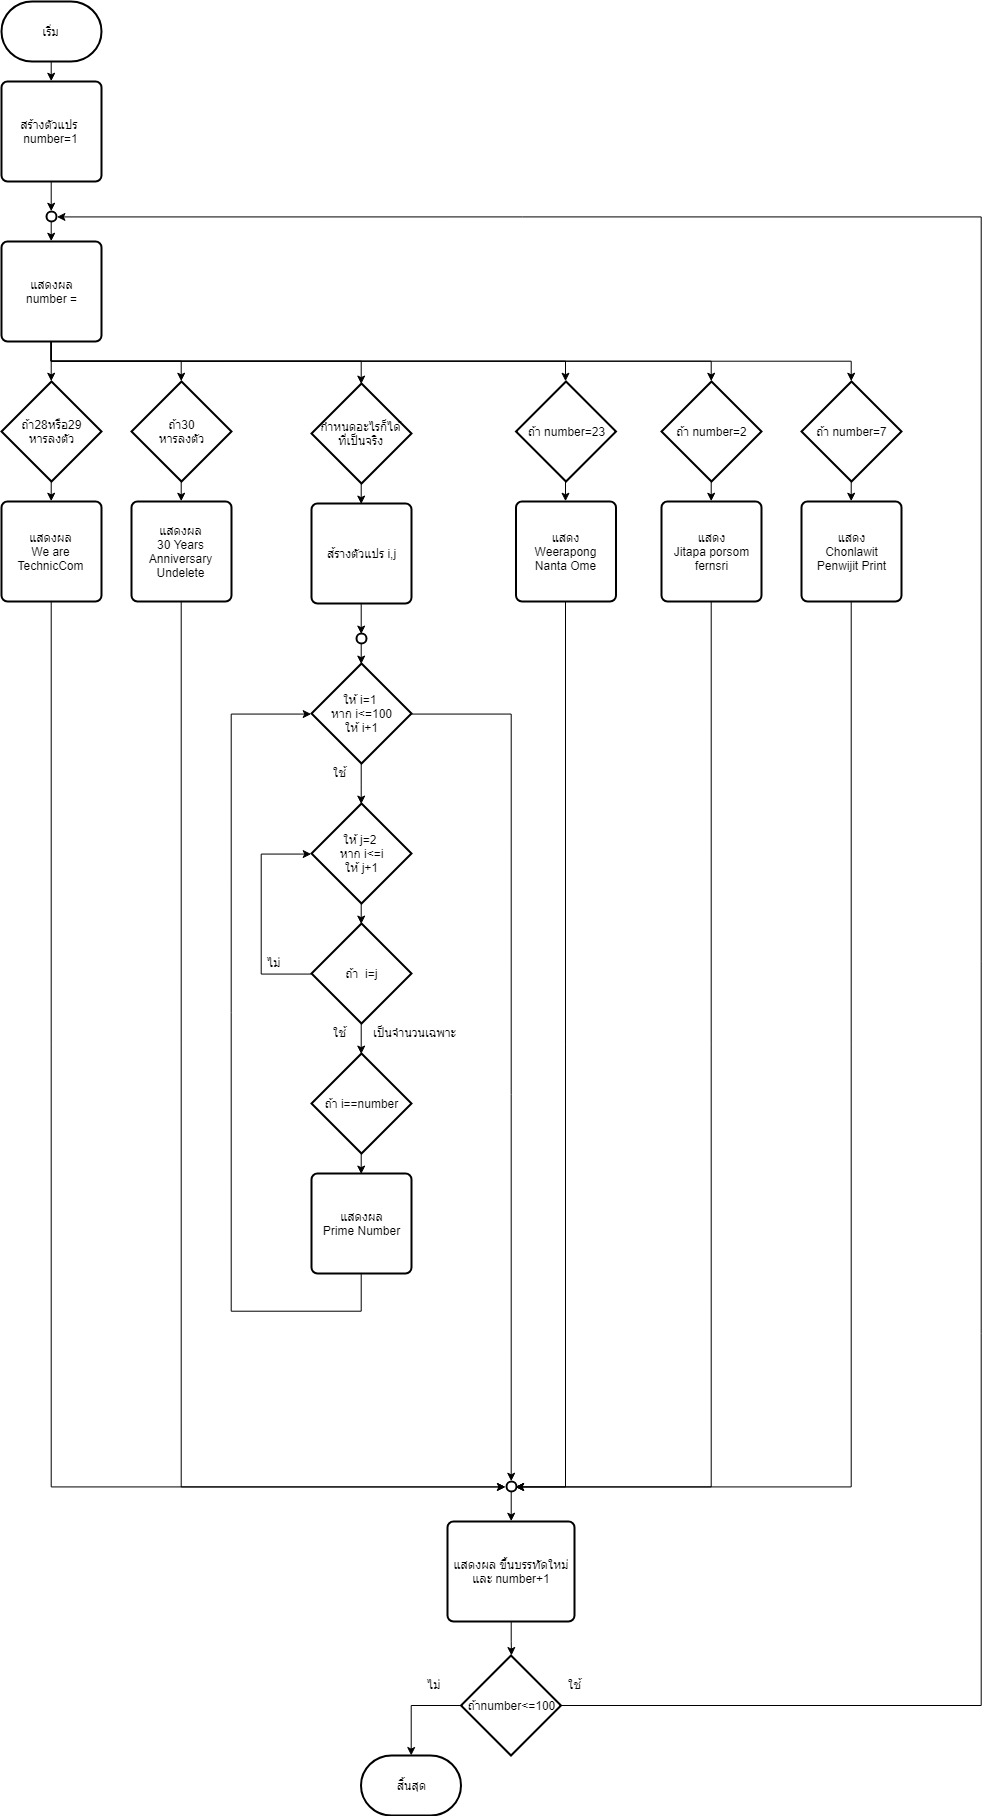 เริ่ม
สร้างตัวแปร
number=1
แสดงผล
number =
ถ้า28หรือ29
หารลงตัว
ถ้า30
หารลงตัว
กำหนดอะไรก็ได้
ที่เป็นจริง
ถ้า number=23
ถ้า number=2
ถ้า number=7
แสดงผล
We are
TechnicCom
แสดงผล
30 Years
Anniversary
Undelete
สร้างตัวแปร i,j
แสดง
Weerapong
Nanta Ome
แสดง
Jitapa porsom
fernsri
แสดง
Chonlawit
Penwijit Print
ให้ i=1
หาก i<=100
ให้ i+1
ใช้
ให้ j=2
หาก i<=i
ให้ j+1
ถ้า i=j
ไม่
ใช้
เป็นจำนวนเฉพาะ
ถ้า i==number
แสดงผล
Prime Number
แสดงผล ขึ้นบรรทัดใหม่
และ number+1
ถ้าnumber<=100
ไม่
ใช้
สิ้นสุด